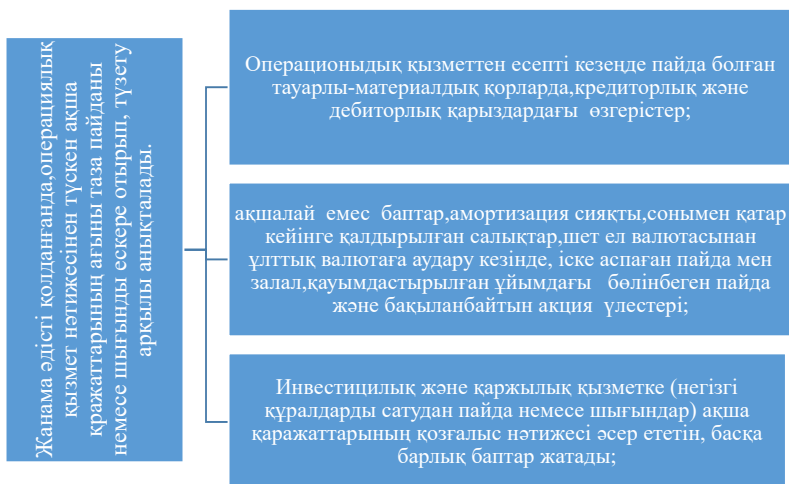 Жанама әдісті қолданғанда,операциялық
қызмет нәтижесінен түскен ақша
қражаттарының ағыны таза пайданы
немесе шығынды ескере отырып, түзету
арқылы анықталады.
Операционыдық қызметтен есепті кезеңде пайда болған
тауарлы-материалдық қорларда,кредиторлық және
дебиторлық қарыздардағы өзгерістер;
ақшалай емес баптар,амортизация сияқты,сонымен қатар
кейінге қалдырылған салықтар,шет ел валютасынан
ұлттық валютаға аудару кезінде, іске аспаған пайда мен
залал,қауымдастырылған ұйымдағы бөлінбеген пайда
және бақыланбайтын акция үлестері;
Инвестицилық және қаржылық қызметке (негізгі
құралдарды сатудан пайда немесе шығындар) ақша
қаражаттарының қозғалыс нәтижесі әсер ететін, басқа
барлық баптар жатады;